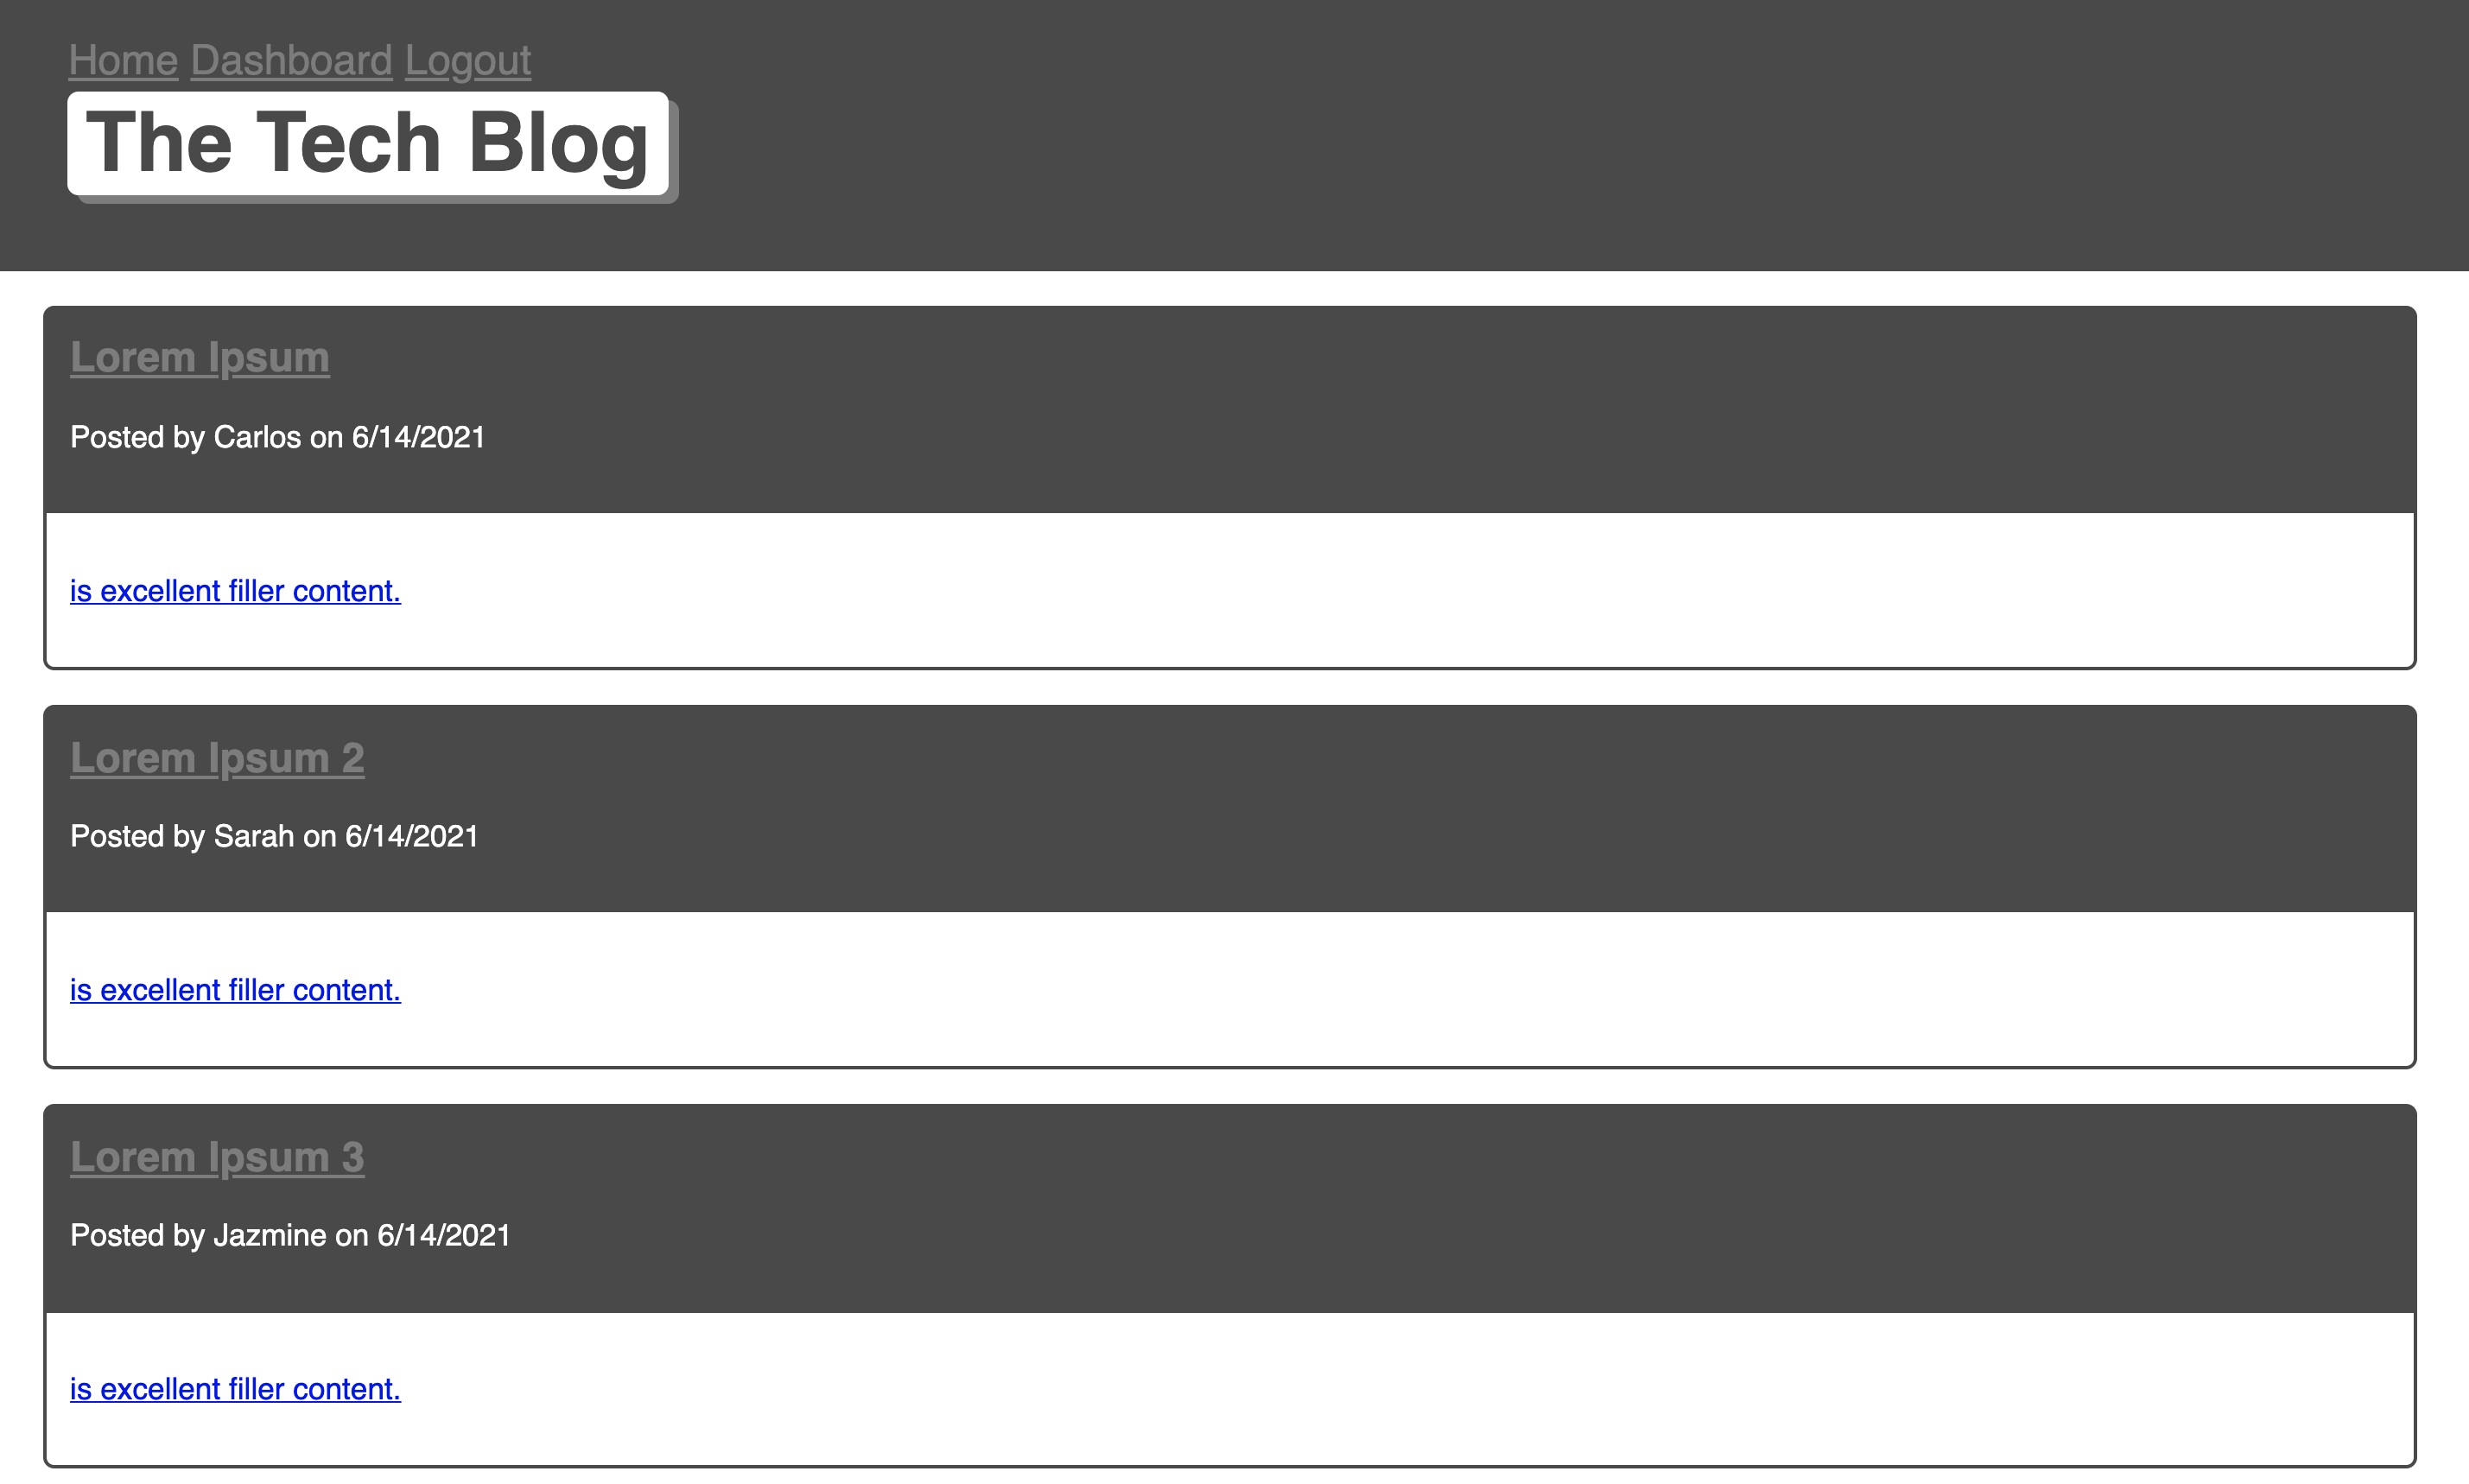 Home Dashboard Logout
The Tech Blog
Lorem Ipsum
Posted by Carlos on 6/14/2021
is excellent filler content.
Lorem Ipsum 2
Posted by Sarah on 6/14/2021
is excellent filler content.
Lorem Ipsum 3
Posted by Jazmine on 6/14/2021
is excellent filler content.